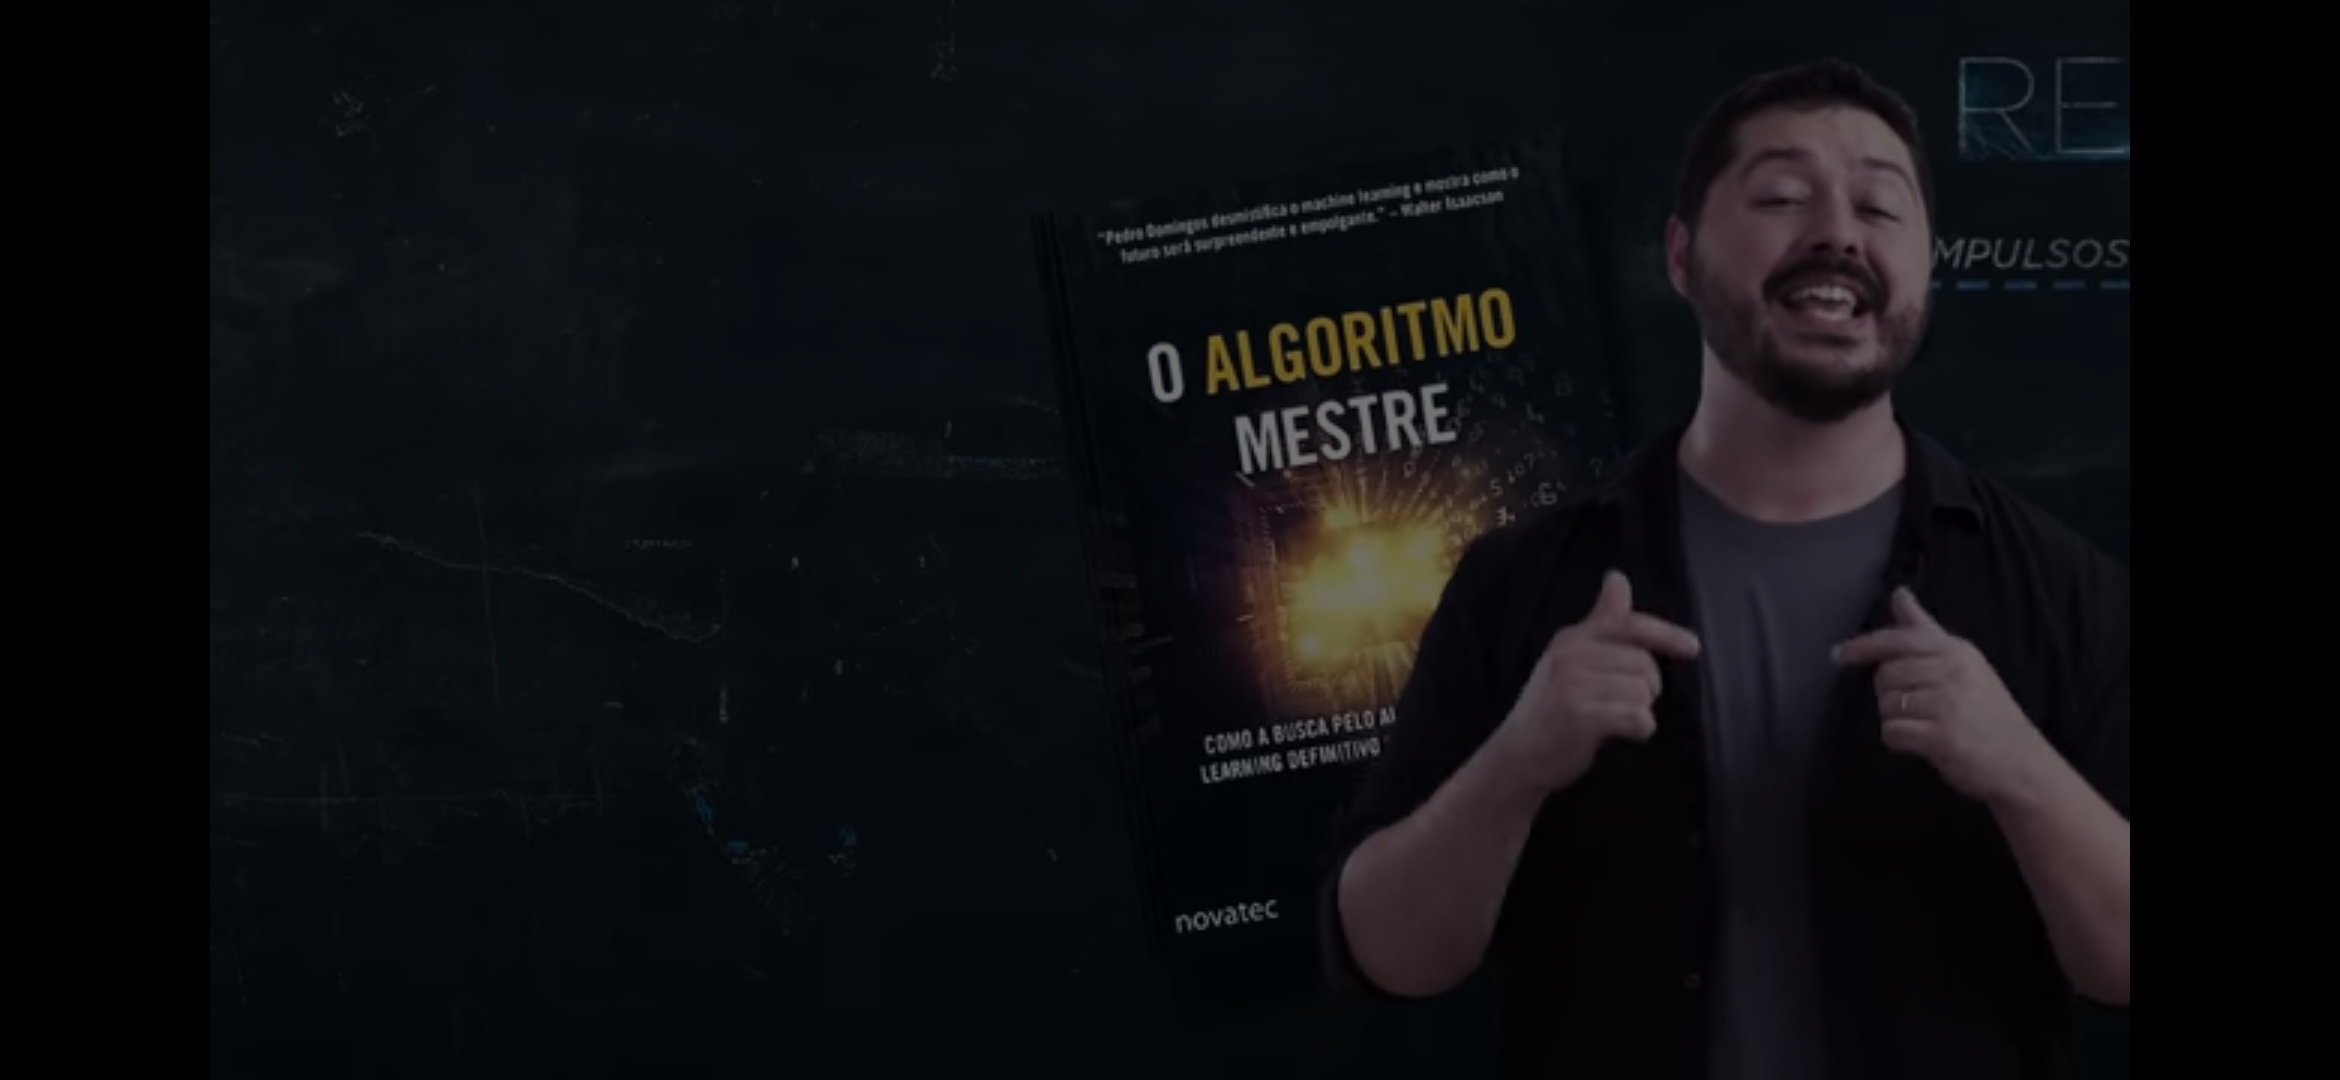 "Pedro Domingos desmistifica o machine learning e mostra como o
futuro será surpreendente e empolgante." – Walter Isaacson
O ALGORITMO
MESTRE
COMO A BUSCA PELO
LEARNING DEFINITIVO
novatec
RE
MPULSOS